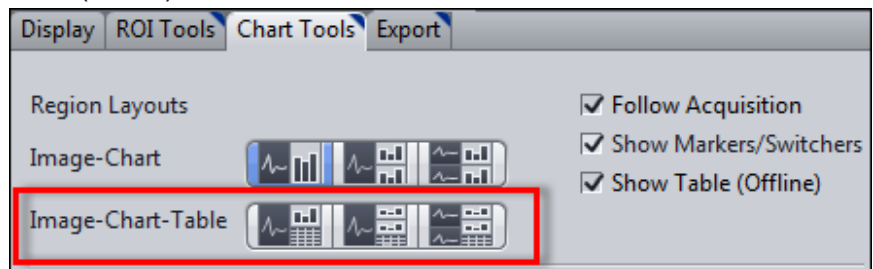 Display ROI Tools Chart Tools Export
Region Layouts
Follow Acquisition
Image-Chart
Show Markers/Switchers
Show Table (Offline)
Image-Chart-Table